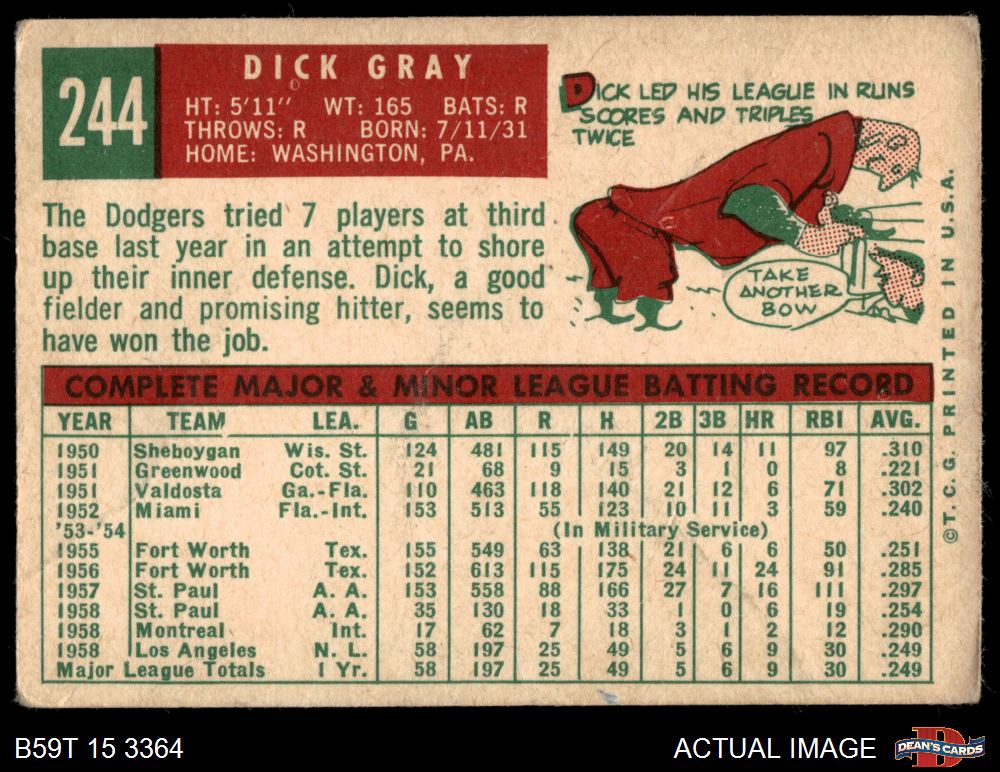 244
DICK GRAY
HT: 5'11" WT: 165 BATS: R
THROWS: R BORN: 7/11/31
HOME: WASHINGTON, PA.
DICK LED HIS LEAGUE IN RUNS
SCORES AND TRIPLES
TWICE
TAKE
ANOTHER
BOW
The Dodgers tried 7 players at third
base last year in an attempt to shore
up their inner defense. Dick, a good
fielder and promising hitter, seems to
have won the job.
COMPLETE MAJOR & MINOR LEAGUE BATTING RECORD
YEAR TEAM LEA. G AB R H 2B 3B HR RBI AVG.
1950 Sheboygan Wis. St. 124 481 115 149 20 14 11 97 .310
1951 Greenwood Cot. St. 21 68 9 15 3 1 0 8 .221
1951 Valdosta Ga.-Fla. 110 463 118 140 21 12 6 71 .302
1952 Miami Fla.-Int. 153 513 55 123 10 11 3 59 .240
'53-'54 (In Military Service)
1955 Fort Worth Tex. 155 549 63 138 21 6 6 50 .251
1956 Fort Worth Tex. 152 613 115 175 24 11 24 91 .285
1957 St. Paul A. A. 153 558 88 166 27 7 16 111 .297
1958 St. Paul A. A. 35 130 18 33 1 0 6 19 .254
1958 Montreal Int. 17 62 7 18 3 1 2 12 .290
1958 Los Angeles N. L. 58 197 25 49 5 6 9 30 .249
Major League Totals 1 Yr. 58 197 25 49 5 6 9 30 .249
©T.C.G. PRINTED IN U.S.A.
B59T 15 3364
ACTUAL IMAGE
D
DEAN'S CARDS